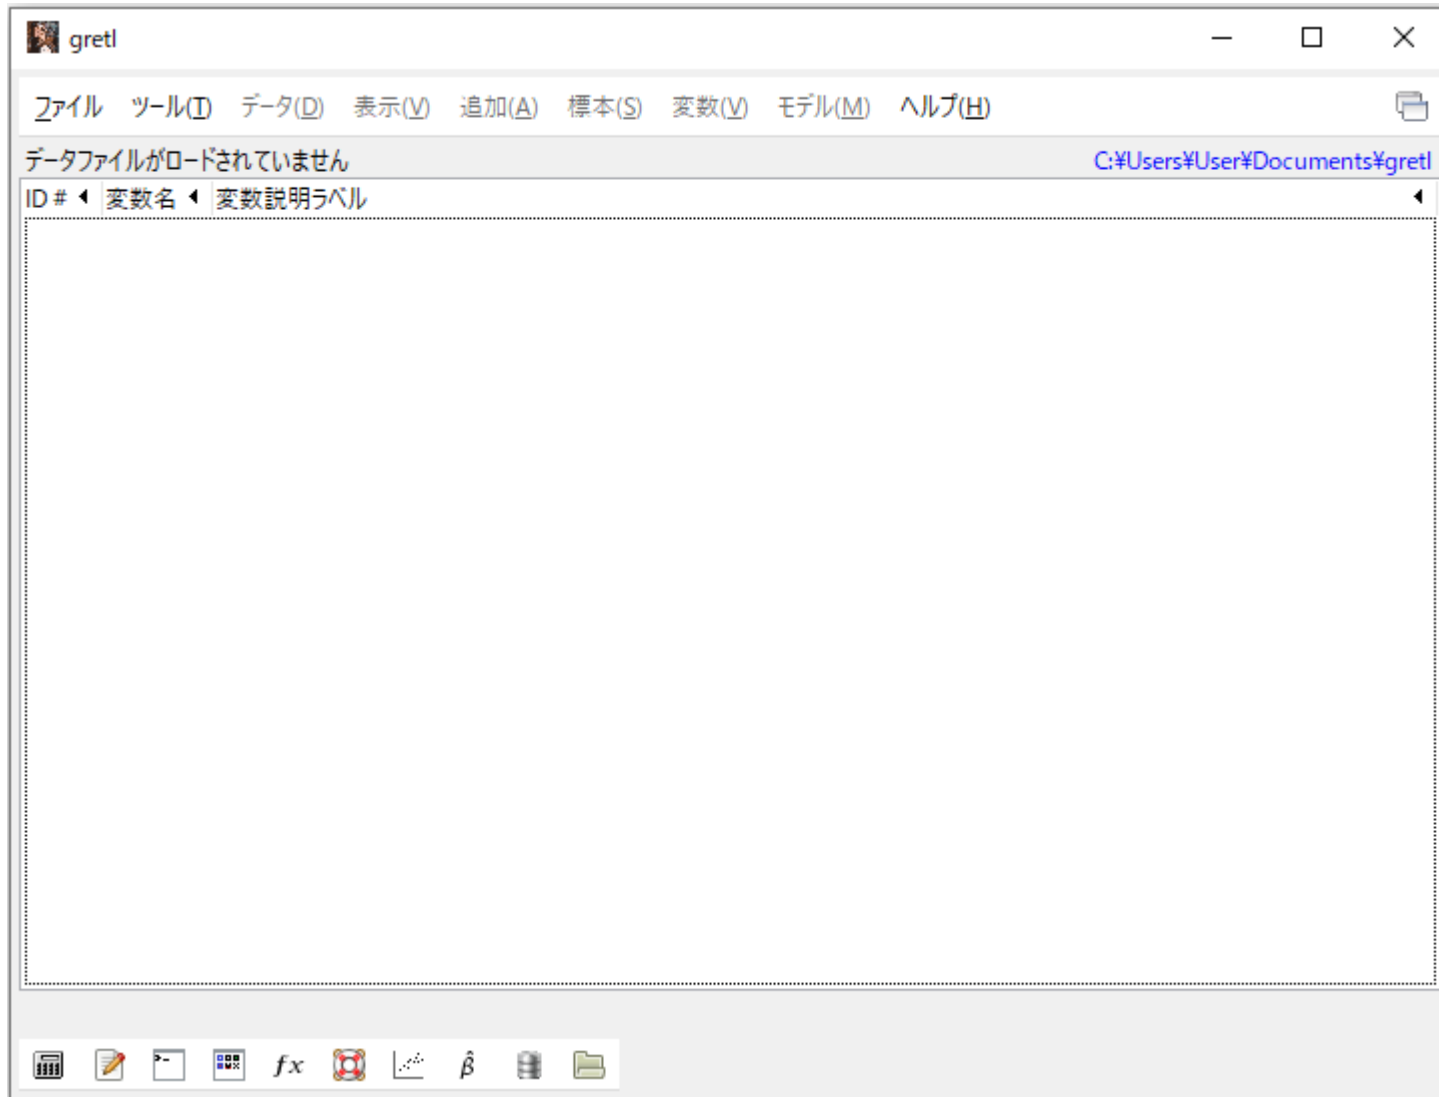 gretl
ファイル ツール(T) データ(D) 表示(V) 追加(A) 標本(S) 変数(V) モデル(M) ヘルプ(H)
データファイルがロードされていません C:¥Users¥User¥Documents¥gretl
ID # 変数名 変数説明ラベル
fx β̂